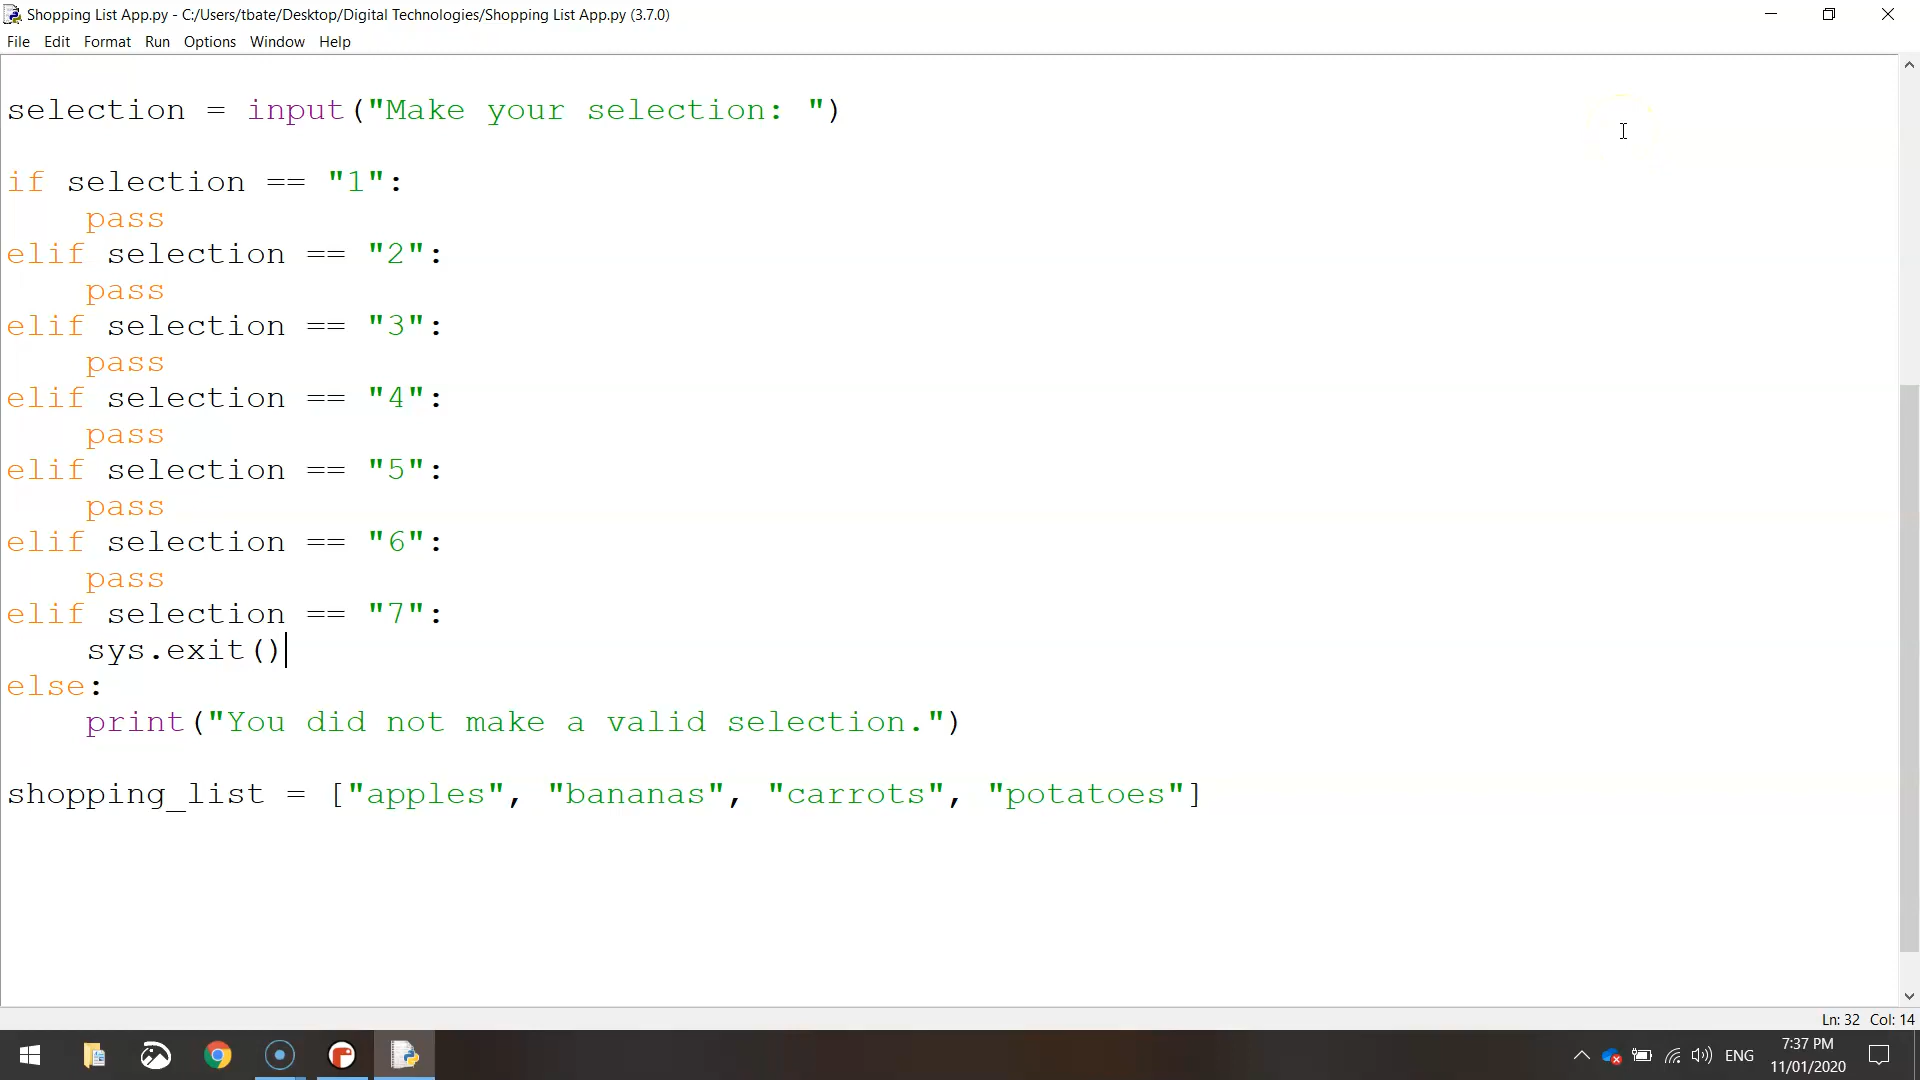 Shopping List App.py - C:/Users/tbate/Desktop/Digital Technologies/Shopping List App.py (3.7.0)
File Edit Format Run Options Window Help
selection = input("Make your selection: ")
if selection == "1":
    pass
elif selection == "2":
    pass
elif selection == "3":
    pass
elif selection == "4":
    pass
elif selection == "5":
    pass
elif selection == "6":
    pass
elif selection == "7":
    sys.exit()
else:
    print("You did not make a valid selection.")
shopping_list = ["apples", "bananas", "carrots", "potatoes"]
Ln: 32 Col: 14
ENG
7:37 PM
11/01/2020